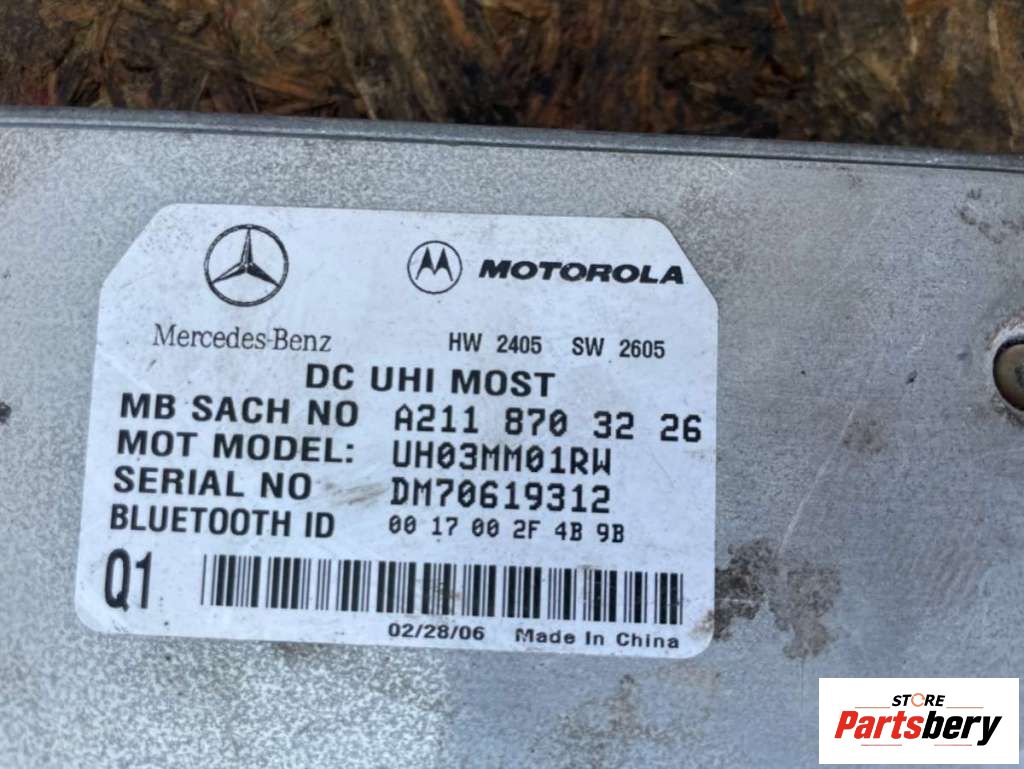 MOTOROLA
Mercedes-Benz HW 2405 SW 2605
DC UHI MOST
MB SACH NO A211 870 32 26
MOT MODEL: UH03MM01RW
SERIAL NO DM70619312
BLUETOOTH ID 00 17 00 2F 4B 9B
Q1
02/28/06 Made In China
STORE
Partsbery